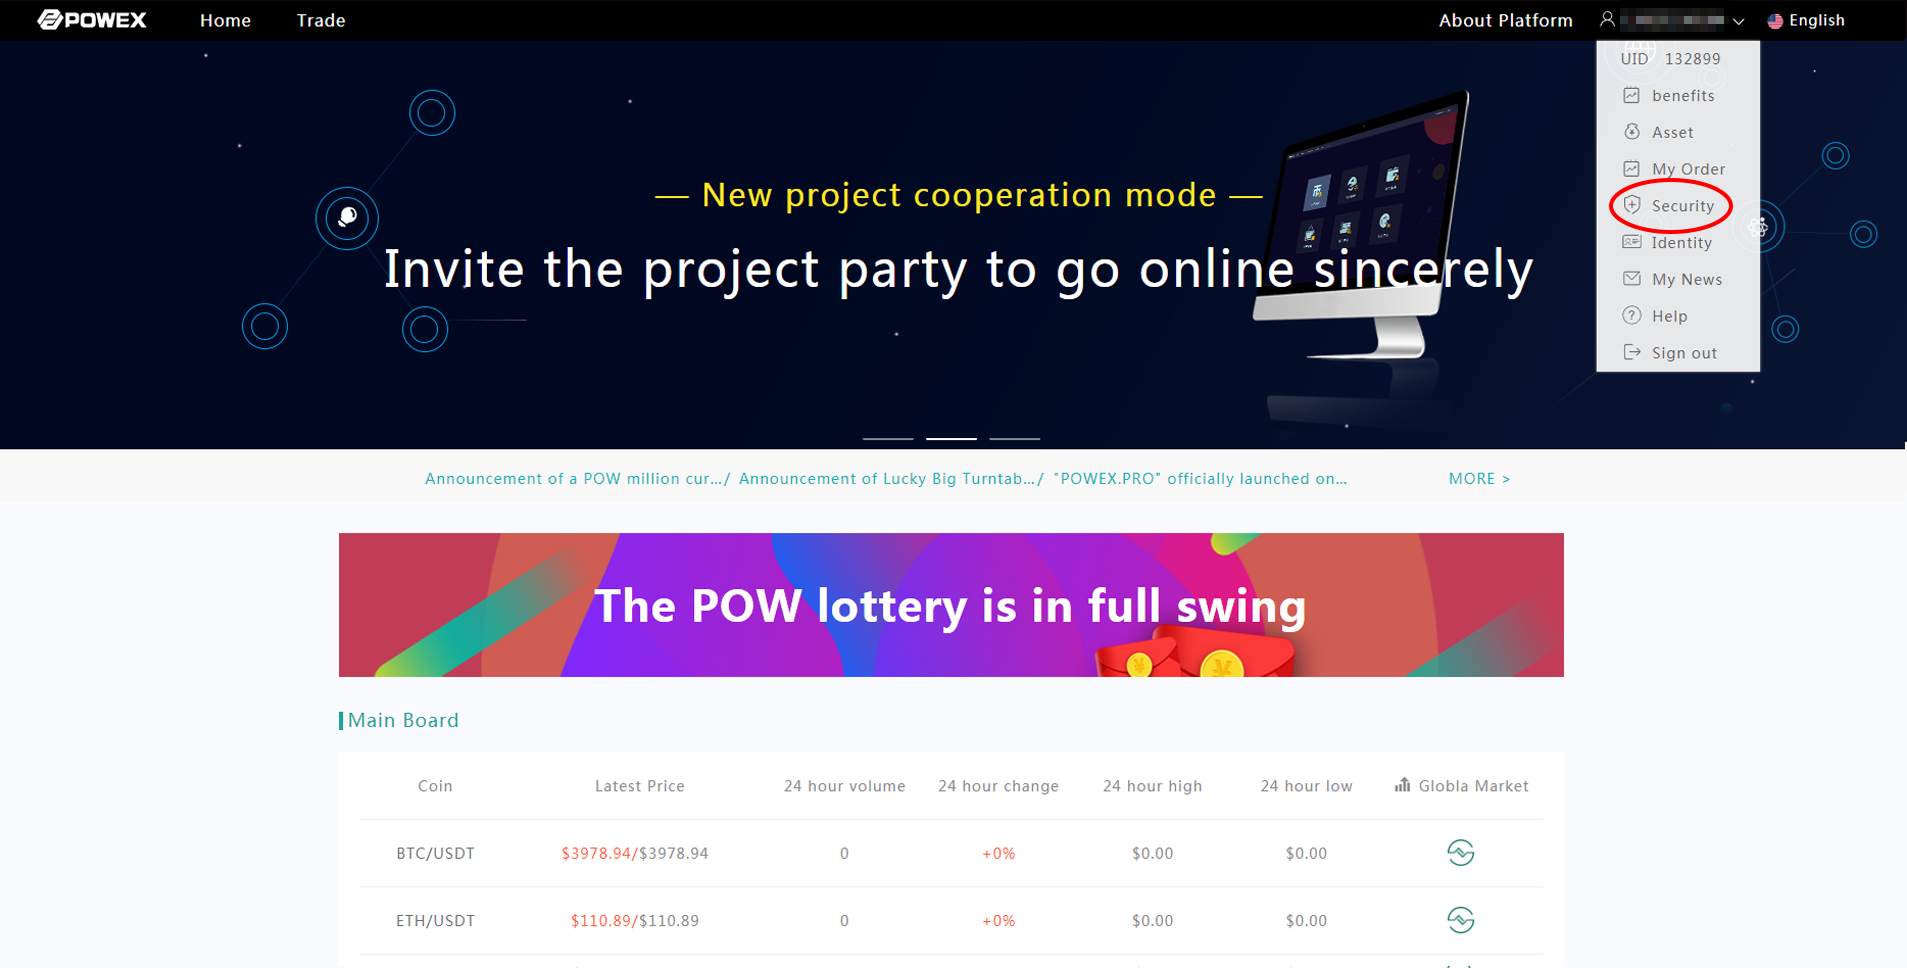 POWEX Home Trade About Platform English
UID 132899
benefits
Asset
My Order
Security
Identity
My News
Help
Sign out
— New project cooperation mode —
Invite the project party to go online sincerely
Announcement of a POW million cur.../ Announcement of Lucky Big Turntab.../ "POWEX.PRO" officially launched on... MORE >
The POW lottery is in full swing
Main Board
Coin Latest Price 24 hour volume 24 hour change 24 hour high 24 hour low Globla Market
BTC/USDT $3978.94/$3978.94 0 +0% $0.00 $0.00
ETH/USDT $110.89/$110.89 0 +0% $0.00 $0.00